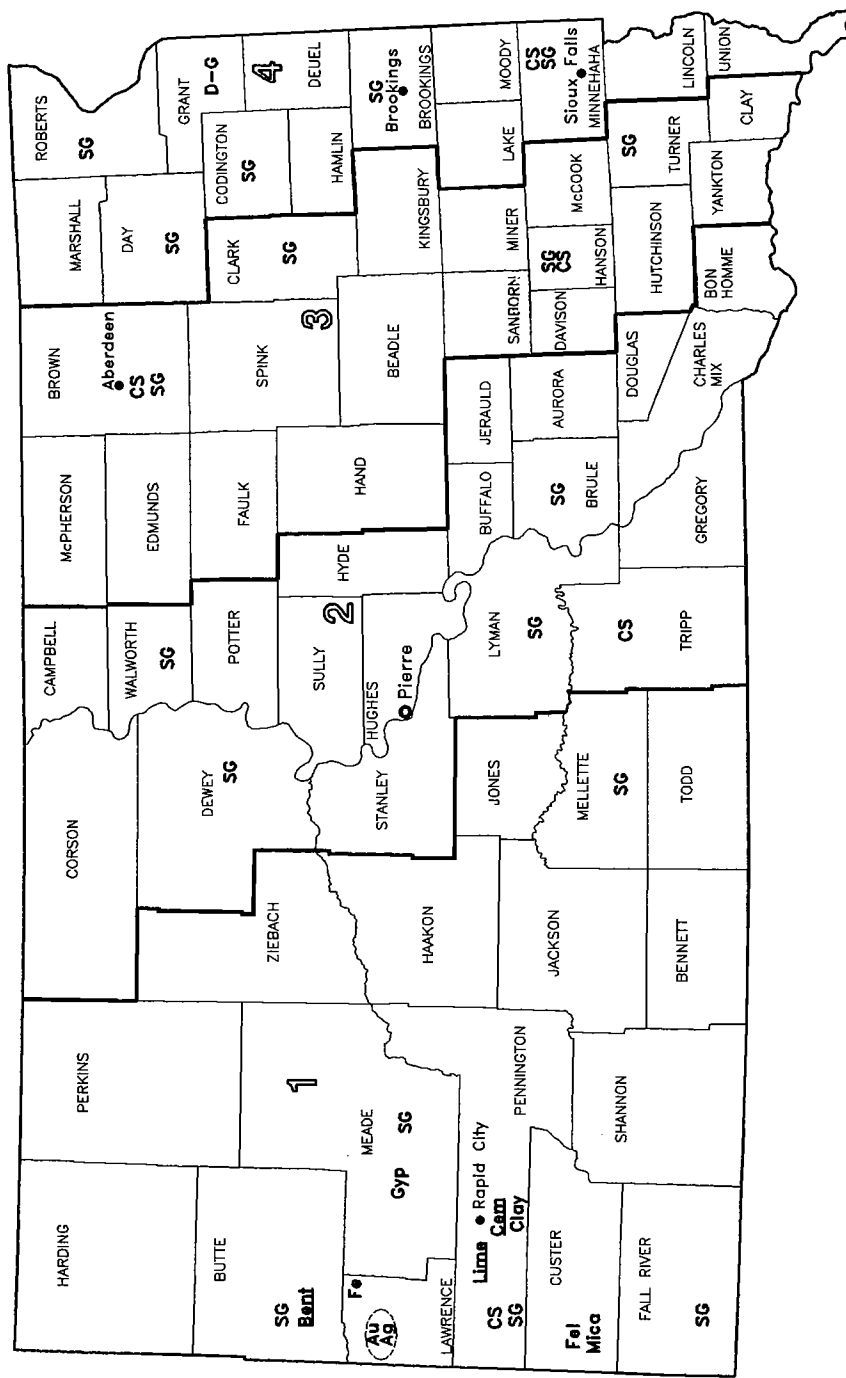 HARDING
PERKINS
CORSON
CAMPBELL
McPHERSON
BROWN
MARSHALL
ROBERTS
SG
Aberdeen
CS
SG
DAY
SG
GRANT
D-G
WALWORTH
SG
EDMUNDS
BUTTE
SG
Bent
1
DEWEY
SG
POTTER
FAULK
SPINK
3
CLARK
SG
CODINGTON
SG
4
DEUEL
HAMLIN
ZIEBACH
SULLY
2
HYDE
HAND
BEADLE
KINGSBURY
SG
Brookings
BROOKINGS
MEADE
Gyp
SG
Fe
Au
Ag
LAWRENCE
HAAKON
STANLEY
HUGHES
Pierre
Lime
Rapid City
Cem
Clay
CS
SG
PENNINGTON
JONES
LYMAN
SG
BUFFALO
JERAULD
SANBORN
MINER
LAKE
MOODY
JACKSON
BRULE
SG
AURORA
DAVISON
SG
CS
HANSON
McCOOK
CS
SG
Sioux Falls
MINNEHAHA
CUSTER
Fel
Mica
SHANNON
MELLETTE
SG
CS
TRIPP
GREGORY
DOUGLAS
CHARLES
MIX
HUTCHINSON
SG
TURNER
LINCOLN
FALL RIVER
SG
BENNETT
TODD
BON
HOMME
YANKTON
CLAY
UNION